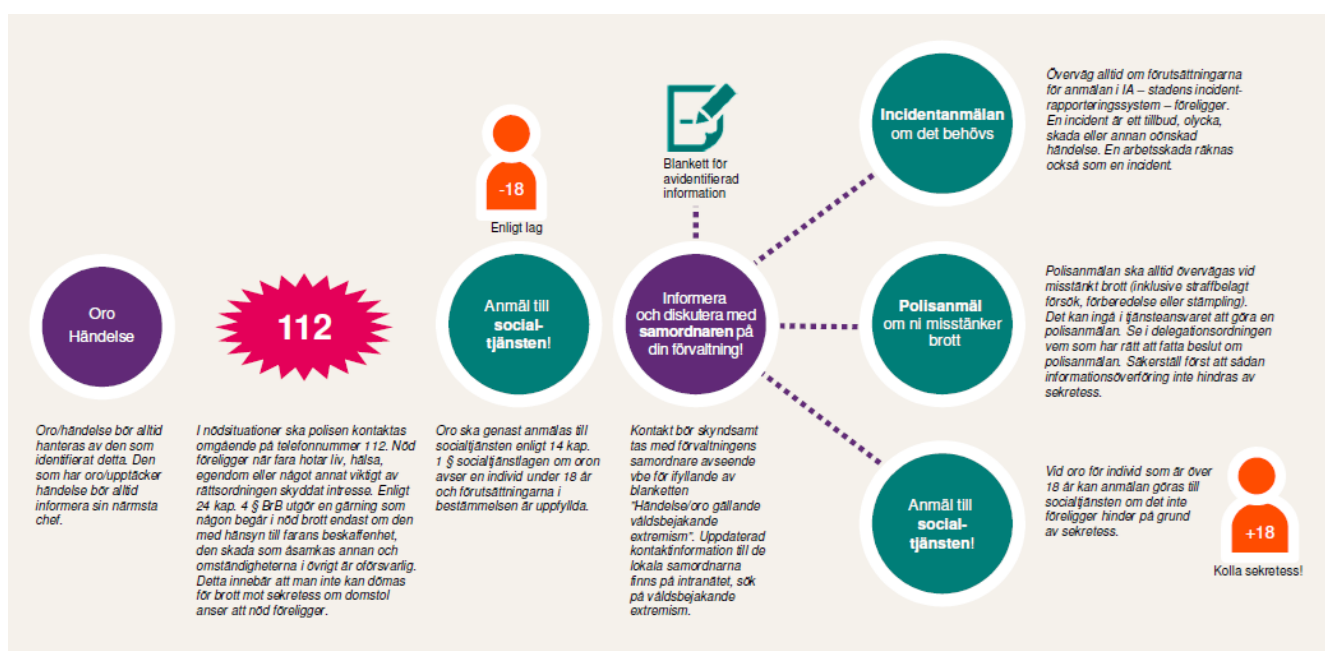 Oro
Händelse
Oro/händelse bör alltid
hanteras av den som
identifierat detta. Den
som har oro/upptäcker
händelse bör alltid
informera sin närmsta
chef.
112
I nödsituationer ska polisen kontaktas
omgående på telefonnummer 112. Nöd
föreligger när fara hotar liv, hälsa,
egendom eller något annat viktigt av
rättsordningen skyddat intresse. Enligt
24 kap. 4 § BrB utgör en gärning som
någon begår i nöd brott endast om den
med hänsyn till farans beskaffenhet,
den skada som åsamkas annan och
omständigheterna i övrigt är oförsvarlig.
Detta innebär att man inte kan dömas
för brott mot sekretess om domstol
anser att nöd föreligger.
-18
Enligt lag
Anmäl till
social-
tjänsten!
Oro ska genast anmälas till
socialtjänsten enligt 14 kap.
1 § socialtjänstlagen om oron
avser en individ under 18 år
och förutsättningarna i
bestämmelsen är uppfyllda.
Blankett för
avidentifierad
information
Informera
och diskutera med
samordnaren på
din förvaltning!
Kontakt bör skyndsamt
tas med förvaltningens
samordnare avseende
vbe för ifyllande av
blanketten
"Händelse/oro gällande
våldsbejakande
extremism". Uppdaterad
kontaktinformation till de
lokala samordnarna
finns på intranätet, sök
på våldsbejakande
extremism.
Incidentanmälan
om det behövs
Överväg alltid om förutsättningarna
för anmälan i IA – stadens incident-
rapporteringssystem – föreligger.
En incident är ett tillbud, olycka,
skada eller annan oönskad
händelse. En arbetsskada räknas
också som en incident.
Polisanmäl
om ni misstänker
brott
Polisanmälan ska alltid övervägas vid
misstänkt brott (inklusive straffbelagt
försök, förberedelse eller stämpling).
Det kan ingå i tjänsteansvaret att göra en
polisanmälan. Se i delegationsordningen
vem som har rätt att fatta beslut om
polisanmälan. Säkerställ först att sådan
informationsöverföring inte hindras av
sekretess.
Anmäl till
social-
tjänsten!
Vid oro för individ som är över
18 år kan anmälan göras till
socialtjänsten om det inte
föreligger hinder på grund
av sekretess.
+18
Kolla sekretess!